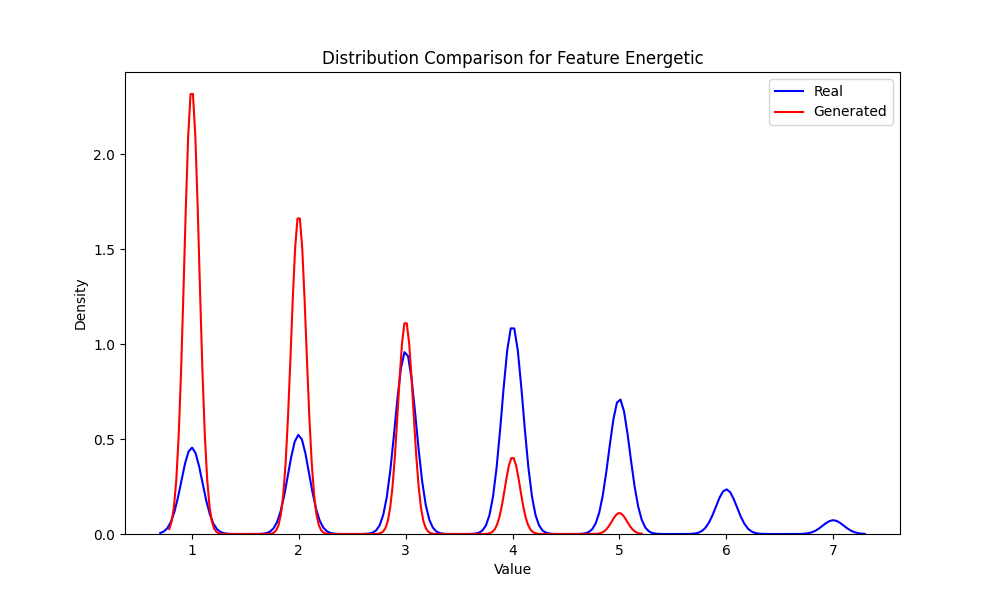 Distribution Comparison for Feature Energetic
Real
Generated
2.0
1.5
1.0
0.5
0.0
Density
1 2 3 4 5 6 7
Value